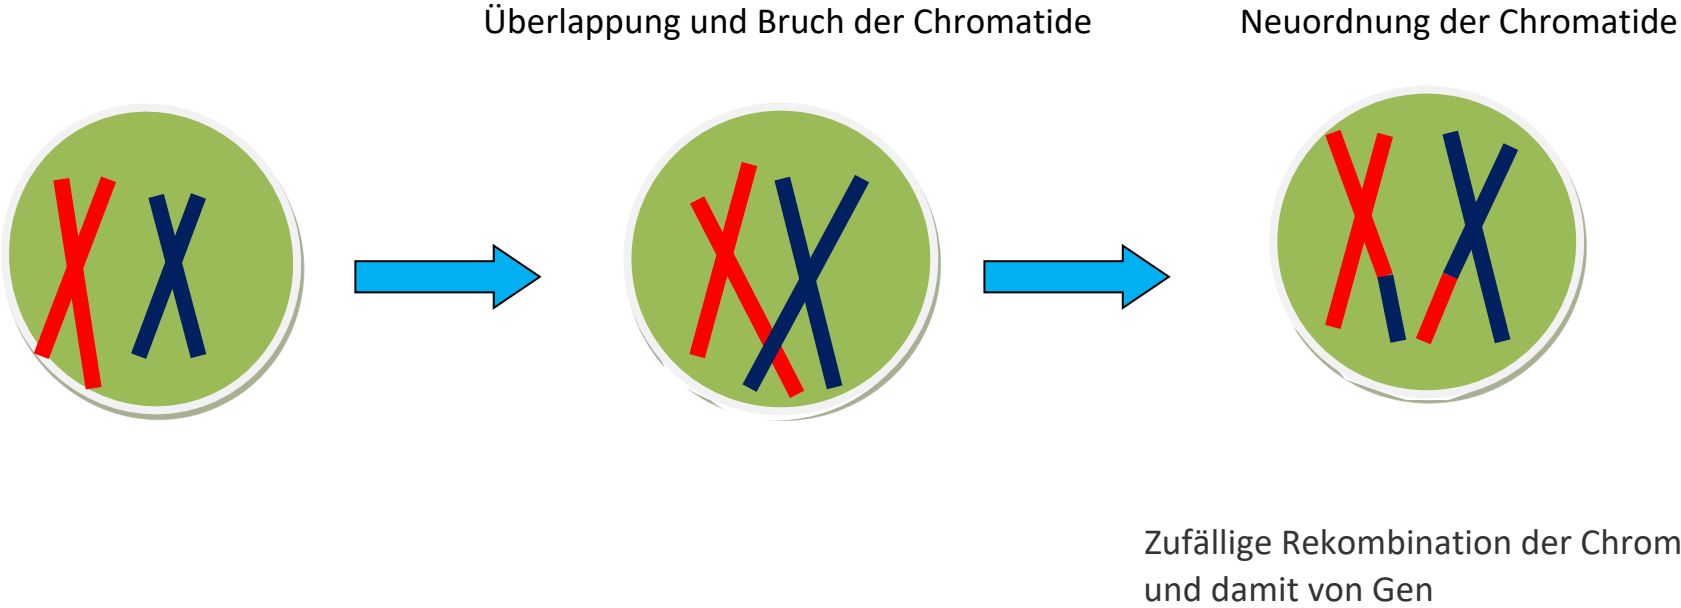 Überlappung und Bruch der Chromatide
Neuordnung der Chromatide
Zufällige Rekombination der Chrom
und damit von Gen